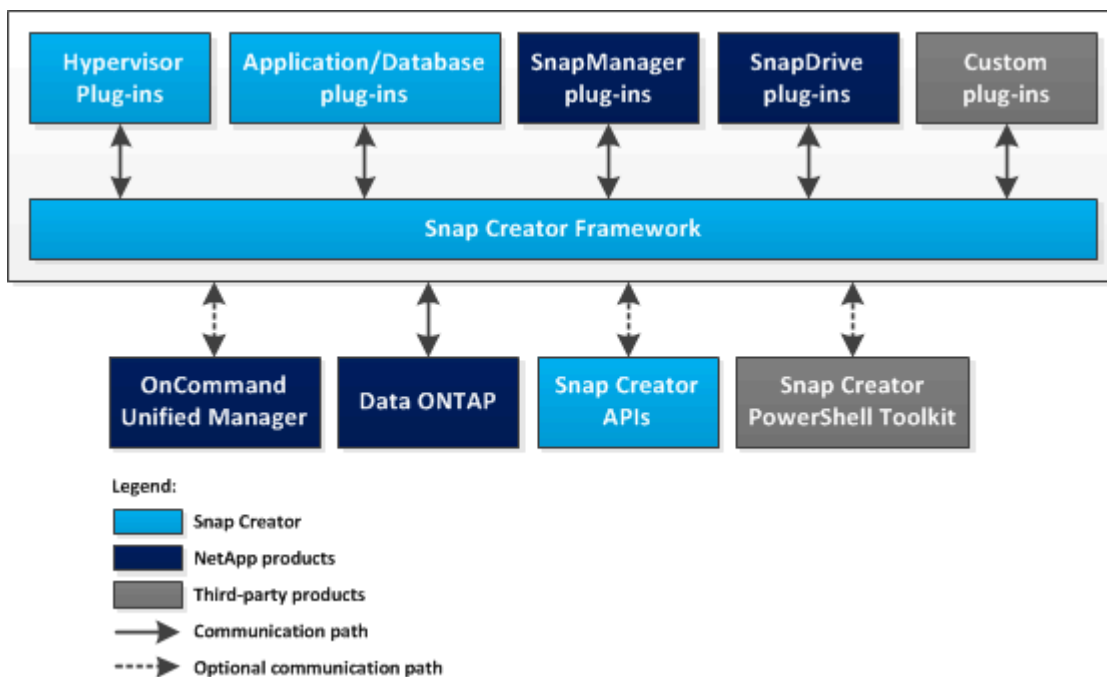 Hypervisor
Plug-ins
Application/Database
plug-ins
SnapManager
plug-ins
SnapDrive
plug-ins
Custom
plug-ins
Snap Creator Framework
OnCommand
Unified Manager
Data ONTAP
Snap Creator
APIs
Snap Creator
PowerShell Toolkit
Legend:
Snap Creator
NetApp products
Third-party products
Communication path
Optional communication path